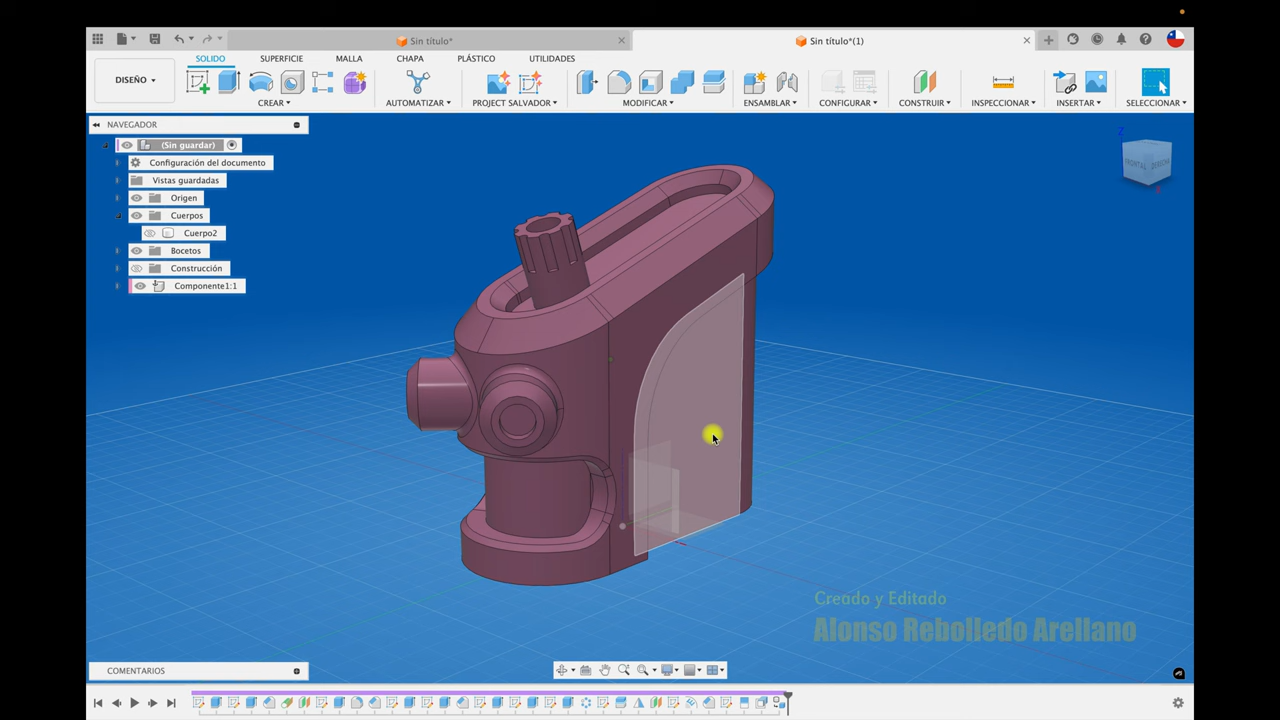 Sin título*
Sin título*(1)
DISEÑO
SOLIDO
SUPERFICIE
MALLA
CHAPA
PLÁSTICO
UTILIDADES
CREAR
AUTOMATIZAR
PROJECT SALVADOR
MODIFICAR
ENSAMBLAR
CONFIGURAR
CONSTRUIR
INSPECCIONAR
INSERTAR
SELECCIONAR
NAVEGADOR
(Sin guardar)
Configuración del documento
Vistas guardadas
Origen
Cuerpos
Cuerpo2
Bocetos
Construcción
Componente1:1
Z
FRONTAL
DERECHA
Creado y Editado
Alonso Rebolledo Arellano
COMENTARIOS